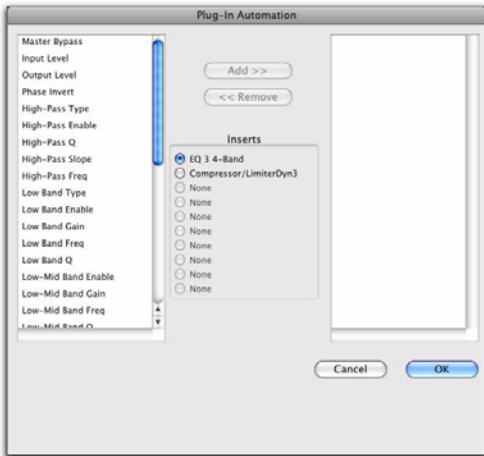 Plug-In Automation
Master Bypass
Input Level
Output Level
Phase Invert
High-Pass Type
High-Pass Enable
High-Pass Q
High-Pass Slope
High-Pass Freq
Low Band Type
Low Band Enable
Low Band Gain
Low Band Freq
Low Band Q
Low-Mid Band Enable
Low-Mid Band Gain
Low-Mid Band Freq
Low-Mid Band Q
Add >>
<< Remove
Inserts
EQ 3 4-Band
Compressor/LimiterDyn3
None
None
None
None
None
None
None
None
Cancel
OK